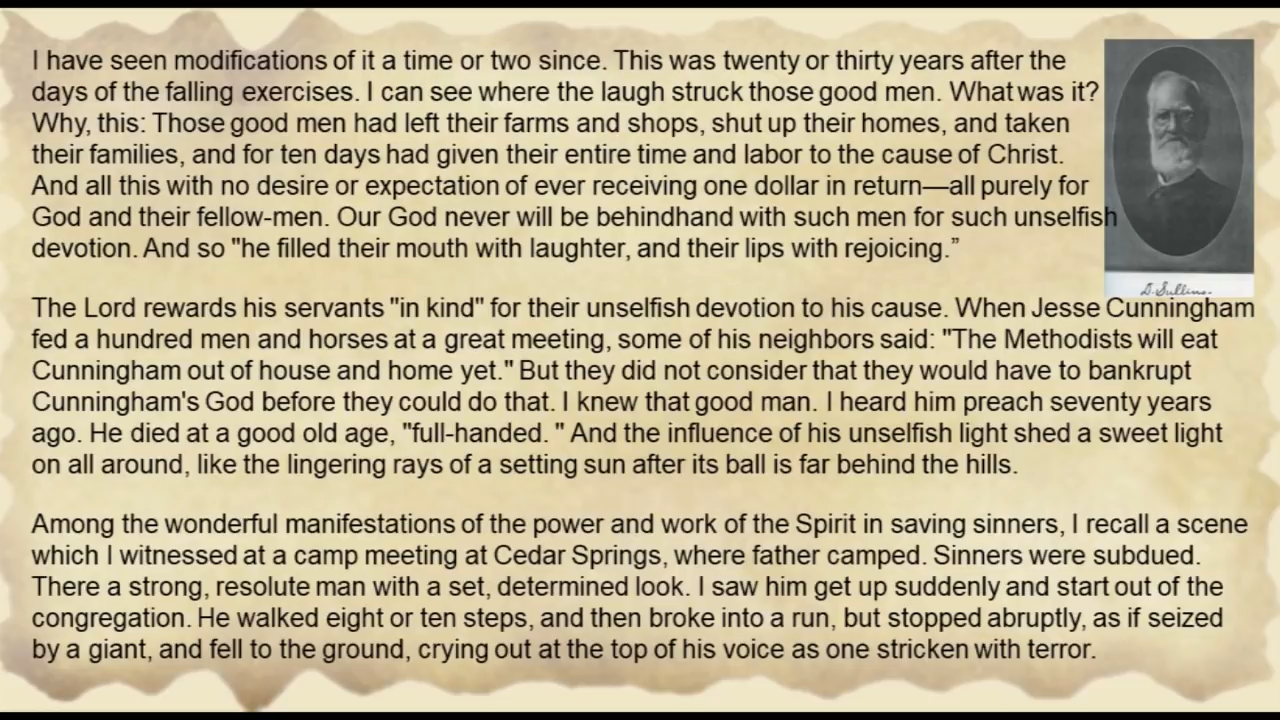 I have seen modifications of it a time or two since. This was twenty or thirty years after the
days of the falling exercises. I can see where the laugh struck those good men. What was it?
Why, this: Those good men had left their farms and shops, shut up their homes, and taken
their families, and for ten days had given their entire time and labor to the cause of Christ.
And all this with no desire or expectation of ever receiving one dollar in return—all purely for
God and their fellow-men. Our God never will be behindhand with such men for such unselfish
devotion. And so "he filled their mouth with laughter, and their lips with rejoicing.”
D. Sullins.
The Lord rewards his servants "in kind" for their unselfish devotion to his cause. When Jesse Cunningham
fed a hundred men and horses at a great meeting, some of his neighbors said: "The Methodists will eat
Cunningham out of house and home yet." But they did not consider that they would have to bankrupt
Cunningham's God before they could do that. I knew that good man. I heard him preach seventy years
ago. He died at a good old age, "full-handed. " And the influence of his unselfish light shed a sweet light
on all around, like the lingering rays of a setting sun after its ball is far behind the hills.
Among the wonderful manifestations of the power and work of the Spirit in saving sinners, I recall a scene
which I witnessed at a camp meeting at Cedar Springs, where father camped. Sinners were subdued.
There a strong, resolute man with a set, determined look. I saw him get up suddenly and start out of the
congregation. He walked eight or ten steps, and then broke into a run, but stopped abruptly, as if seized
by a giant, and fell to the ground, crying out at the top of his voice as one stricken with terror.